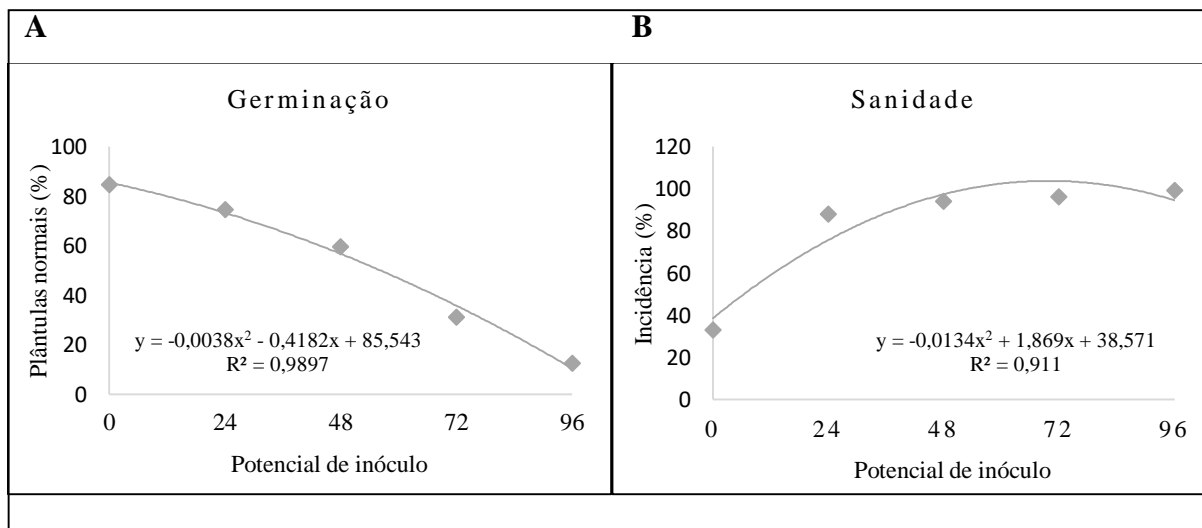 A
B
Germinação
Plântulas normais (%)
100
80
60
40
20
0
y = -0,0038x² - 0,4182x + 85,543
R² = 0,9897
0 24 48 72 96
Potencial de inóculo
Sanidade
Incidência (%)
120
100
80
60
40
20
0
y = -0,0134x² + 1,869x + 38,571
R² = 0,911
0 24 48 72 96
Potencial de inóculo